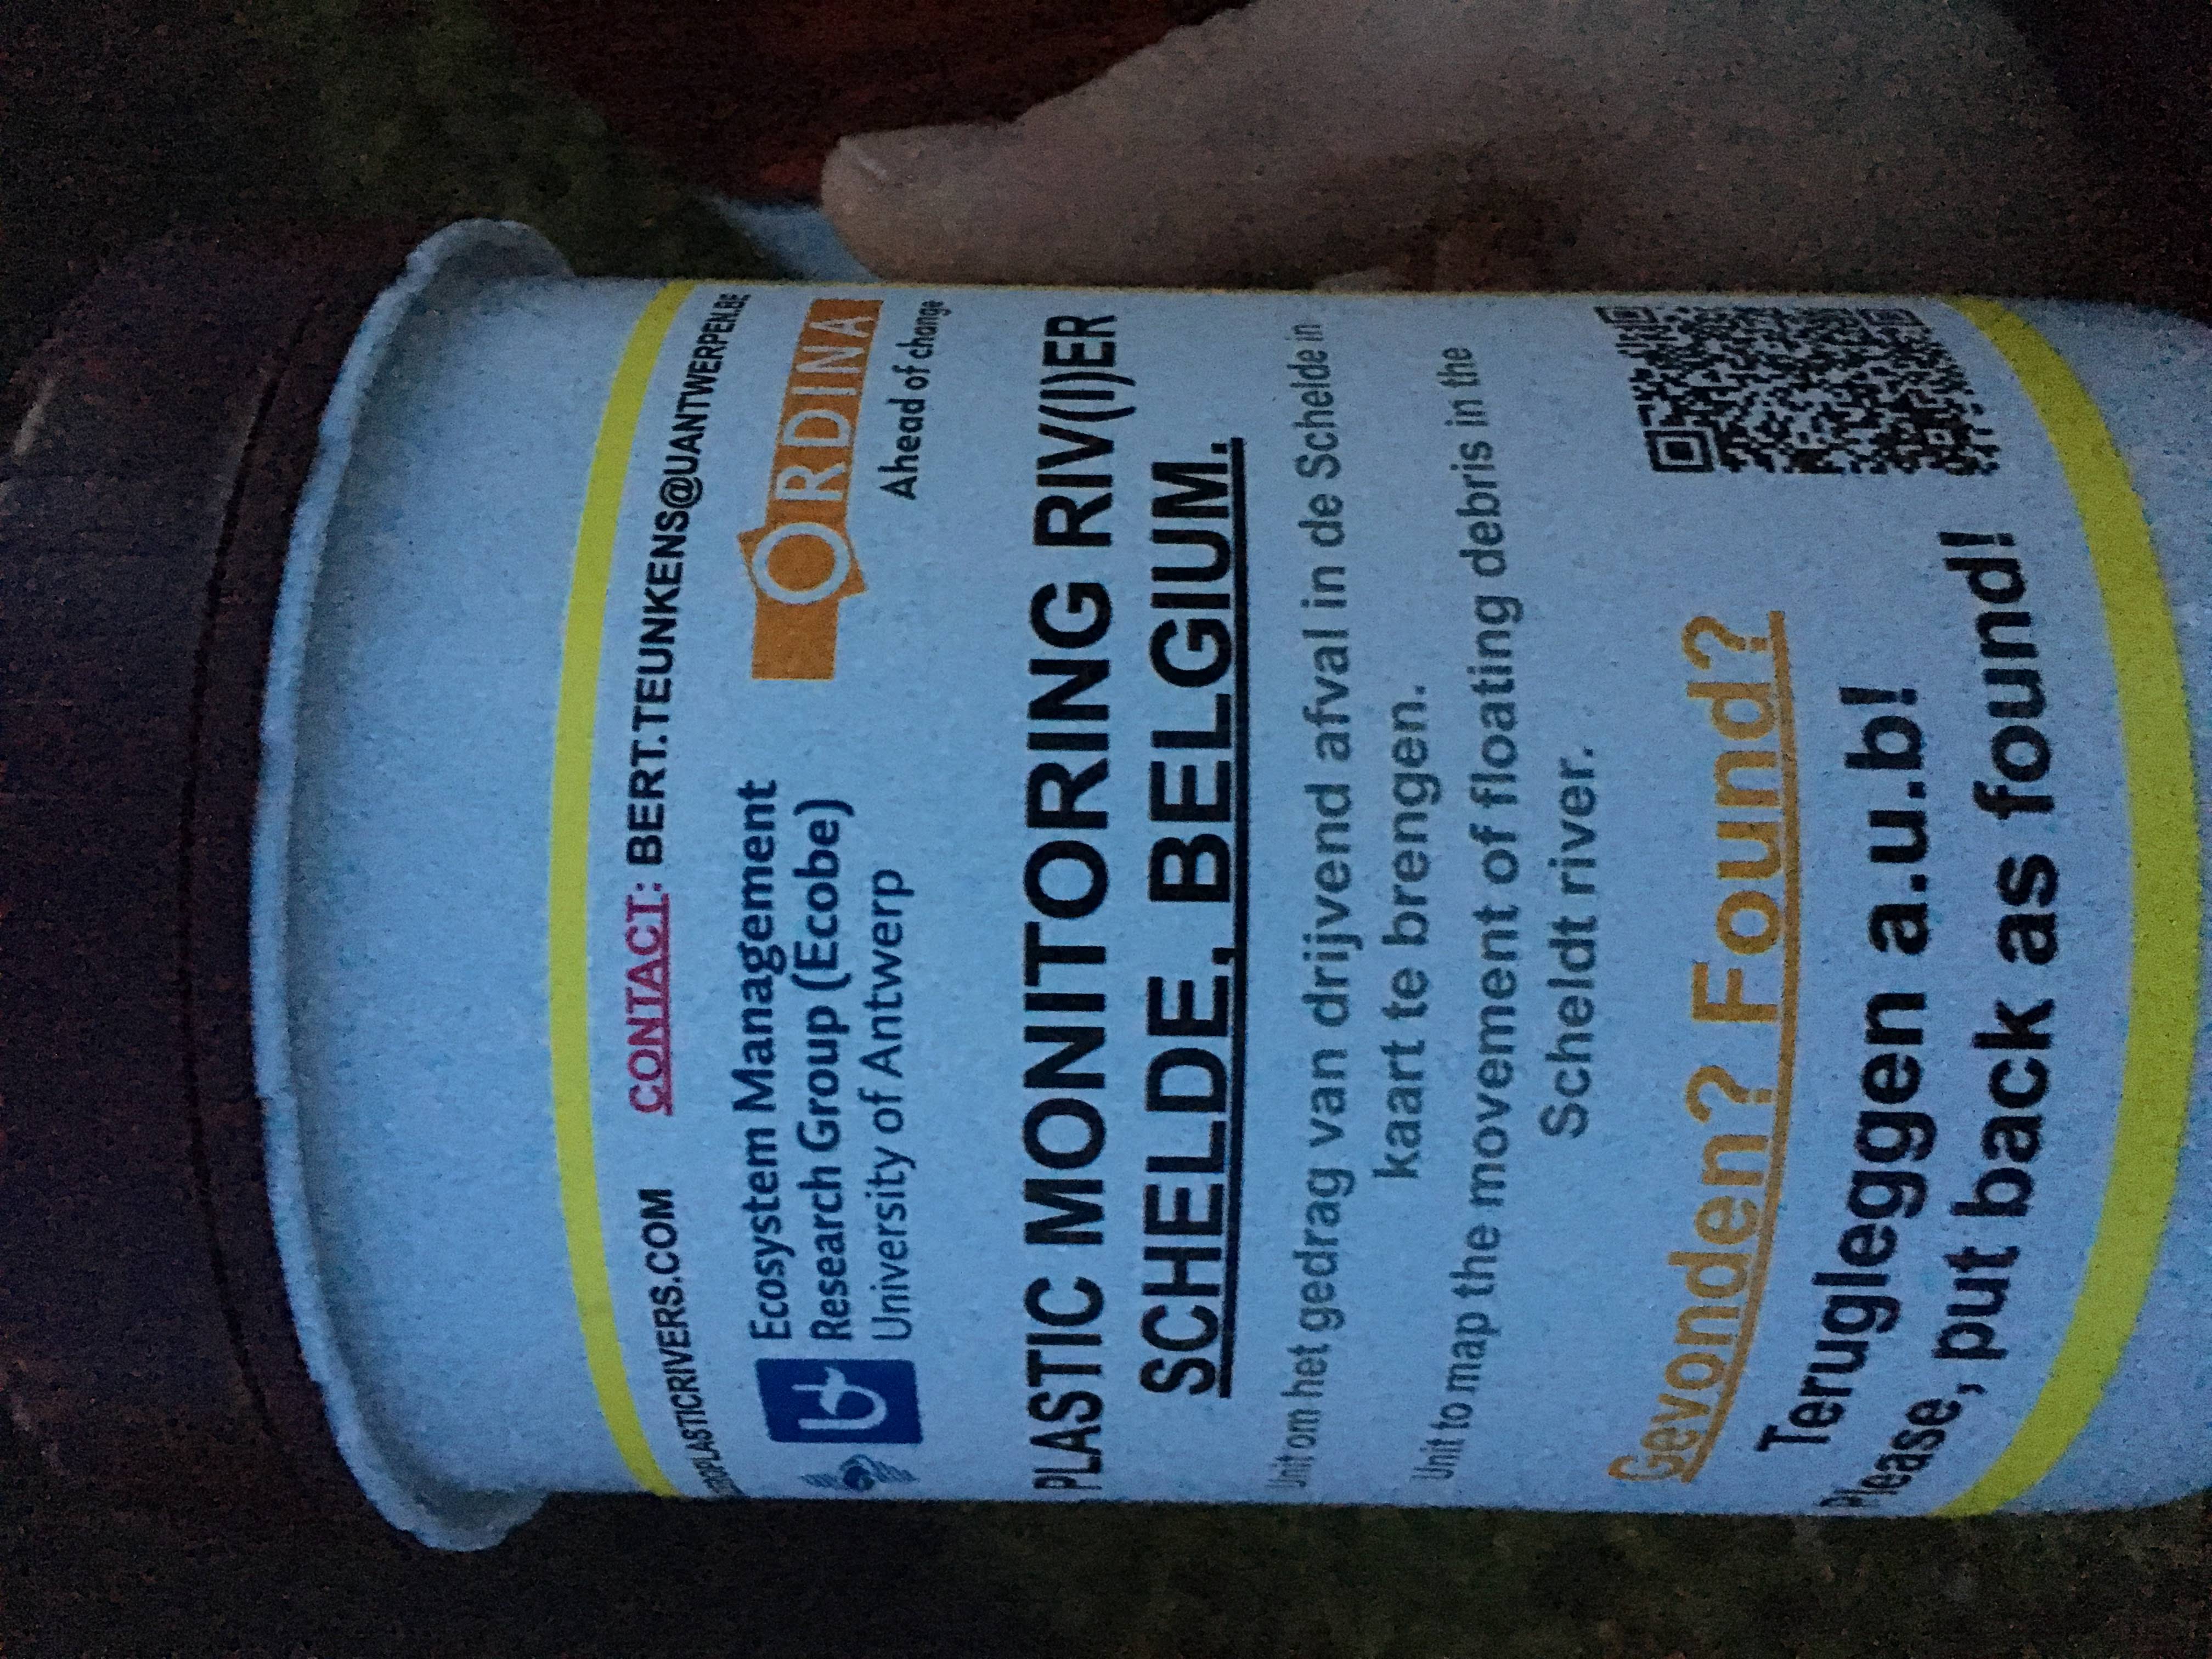 ZEROPLASTICRIVERS.COM CONTACT: BERT.TEUNKENS@UANTWERPEN.BE
Ecosystem Management
Research Group (Ecobe)
University of Antwerp
ORDINA
Ahead of change
PLASTIC MONITORING RIV(I)ER
SCHELDE, BELGIUM.
Unit om het gedrag van drijvend afval in de Schelde in
kaart te brengen.
Unit to map the movement of floating debris in the
Scheldt river.
Gevonden? Found?
Terugleggen a.u.b!
Please, put back as found!